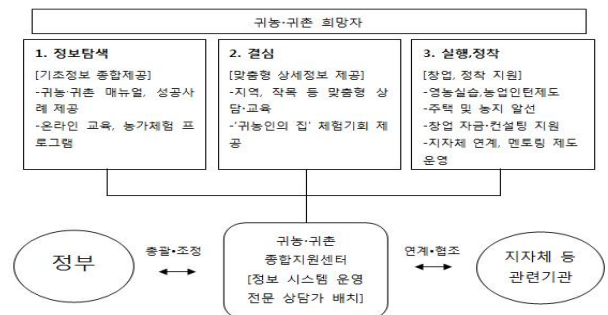 귀농·귀촌 희망자
1. 정보탐색
[기초정보 종합제공]
-귀농·귀촌 매뉴얼, 성공사
례 제공
-온라인 교육, 농가체험 프
로그램
2. 결심
[맞춤형 상세정보 제공]
-지역, 작목 등 맞춤형 상
담·교육
-'귀농인의 집' 체험기회 제
공
3. 실행,정착
[창업, 정착 지원]
-영농실습,농업인턴제도
-주택 및 농지 알선
-창업 자금·컨설팅 지원
-지자체 연계, 멘토링 제도
운영
정부
총괄•조정
귀농·귀촌
종합지원센터
[정보 시스템 운영
전문 상담가 배치]
연계•협조
지자체 등
관련기관